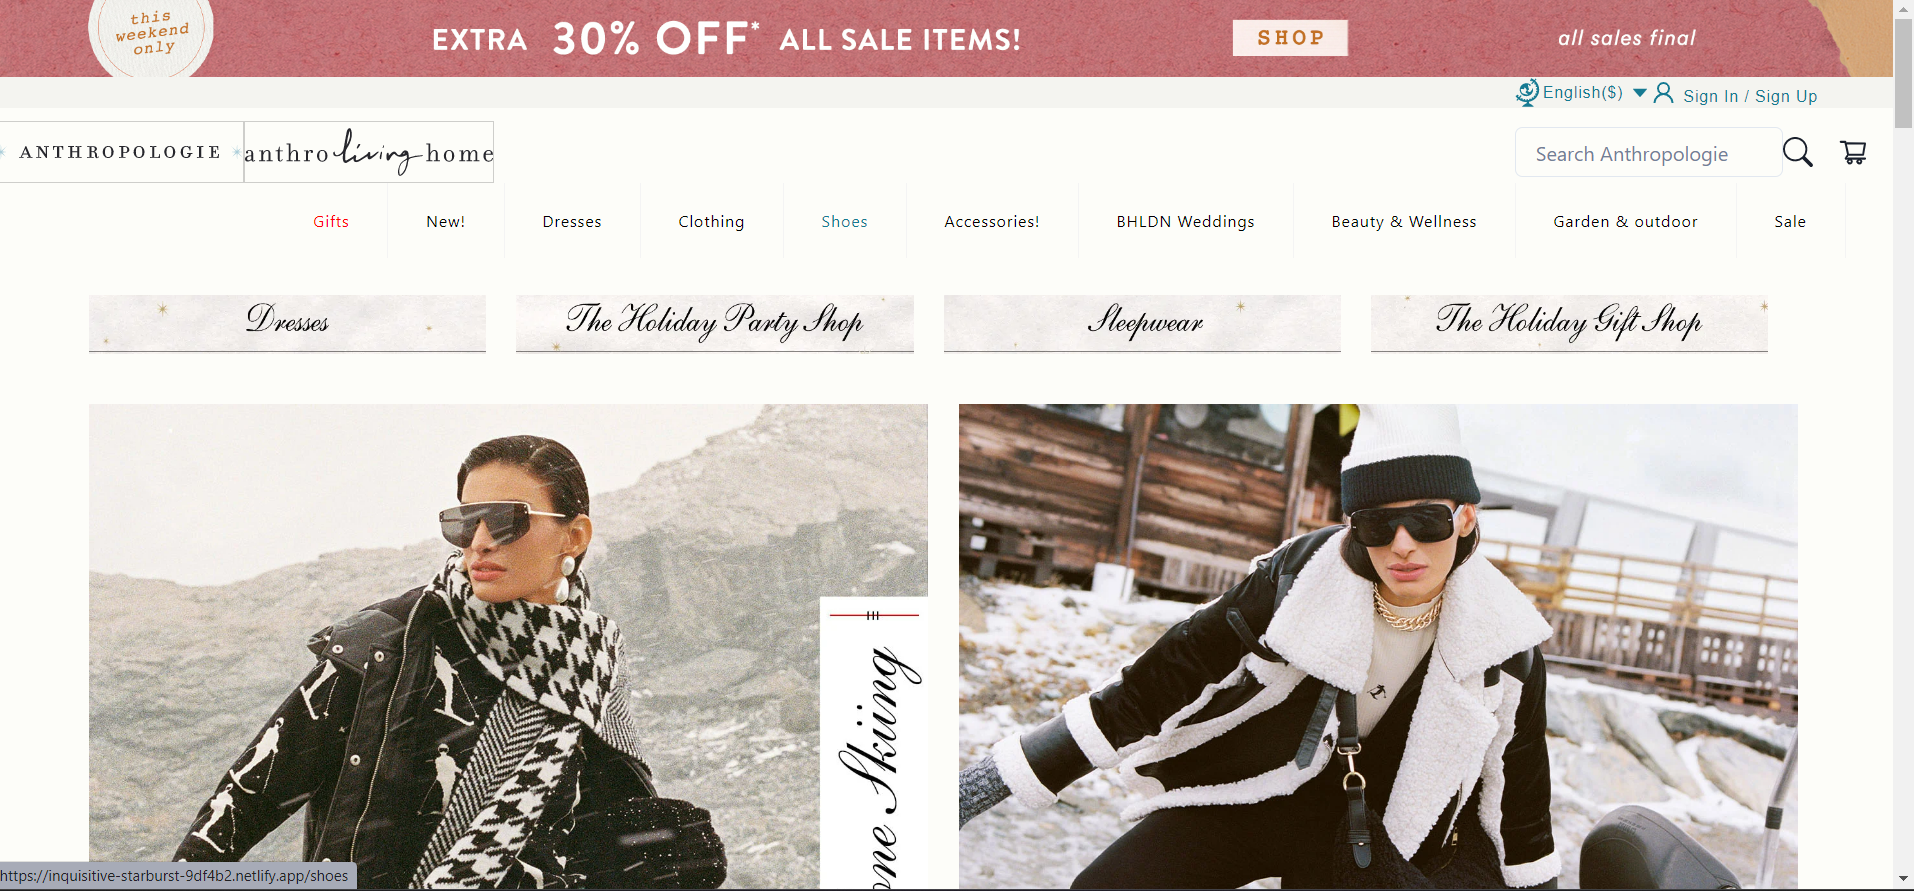 this
weekend
only
EXTRA 30% OFF* ALL SALE ITEMS!
SHOP
all sales final
English($)
Sign In / Sign Up
ANTHROPOLOGIE
anthro living home
Search Anthropologie
Gifts
New!
Dresses
Clothing
Shoes
Accessories!
BHLDN Weddings
Beauty & Wellness
Garden & outdoor
Sale
Dresses
The Holiday Party Shop
Sleepwear
The Holiday Gift Shop
one Skiing
https://inquisitive-starburst-9df4b2.netlify.app/shoes